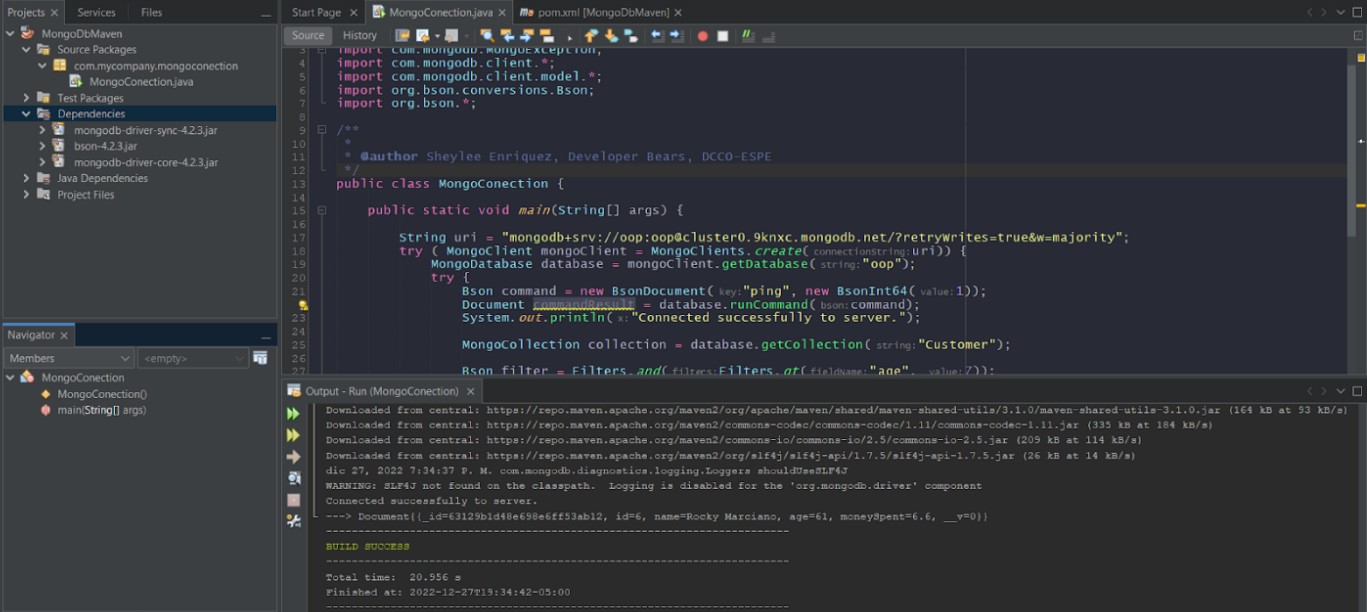 Projects
Services
Files
MongoDbMaven
Source Packages
com.mycompany.mongoconection
MongoConection.java
Test Packages
Dependencies
mongodb-driver-sync-4.2.3.jar
bson-4.2.3.jar
mongodb-driver-core-4.2.3.jar
Java Dependencies
Project Files
Navigator
Members
<empty>
MongoConection
MongoConection()
main(String[] args)
Start Page
MongoConection.java
pom.xml [MongoDbMaven]
Source
History
3 import com.mongodb.MongoException;
4 import com.mongodb.client.*;
5 import com.mongodb.client.model.*;
6 import org.bson.conversions.Bson;
7 import org.bson.*;
8
9 /**
10 *
11 * @author Sheylee Enriquez, Developer Bears, DCCO-ESPE
12 */
13 public class MongoConection {
14
15 public static void main(String[] args) {
16
17 String uri = "mongodb+srv://oop:oop@cluster0.9knxc.mongodb.net/?retryWrites=true&w=majority";
18 try ( MongoClient mongoClient = MongoClients.create( connectionString: uri)) {
19 MongoDatabase database = mongoClient.getDatabase( string: "oop");
20 try {
21 Bson command = new BsonDocument( key: "ping", new BsonInt64( value: 1));
Document commandResult = database.runCommand( bson: command);
23 System.out.println( x: "Connected successfully to server.");
24
25 MongoCollection collection = database.getCollection( string: "Customer");
26
27 Bson filter = Filters.and( filters: Filters.gt( fieldName: "age", value: 7));
Output - Run (MongoConection)
Downloaded from central: https://repo.maven.apache.org/maven2/org/apache/maven/shared/maven-shared-utils/3.1.0/maven-shared-utils-3.1.0.jar (164 kB at 93 kB/s)
Downloaded from central: https://repo.maven.apache.org/maven2/commons-codec/commons-codec/1.11/commons-codec-1.11.jar (335 kB at 184 kB/s)
Downloaded from central: https://repo.maven.apache.org/maven2/commons-io/commons-io/2.5/commons-io-2.5.jar (209 kB at 114 kB/s)
Downloaded from central: https://repo.maven.apache.org/maven2/org/slf4j/slf4j-api/1.7.5/slf4j-api-1.7.5.jar (26 kB at 14 kB/s)
dic 27, 2022 7:34:37 P. M. com.mongodb.diagnostics.logging.Loggers shouldUseSLF4J
WARNING: SLF4J not found on the classpath.  Logging is disabled for the 'org.mongodb.driver' component
Connected successfully to server.
---> Document{{_id=63129b1d48e698e6ff53ab12, id=6, name=Rocky Marciano, age=61, moneySpent=6.6, __v=0}}
------------------------------------------------------------------------
BUILD SUCCESS
------------------------------------------------------------------------
Total time:  20.956 s
Finished at: 2022-12-27T19:34:42-05:00
------------------------------------------------------------------------